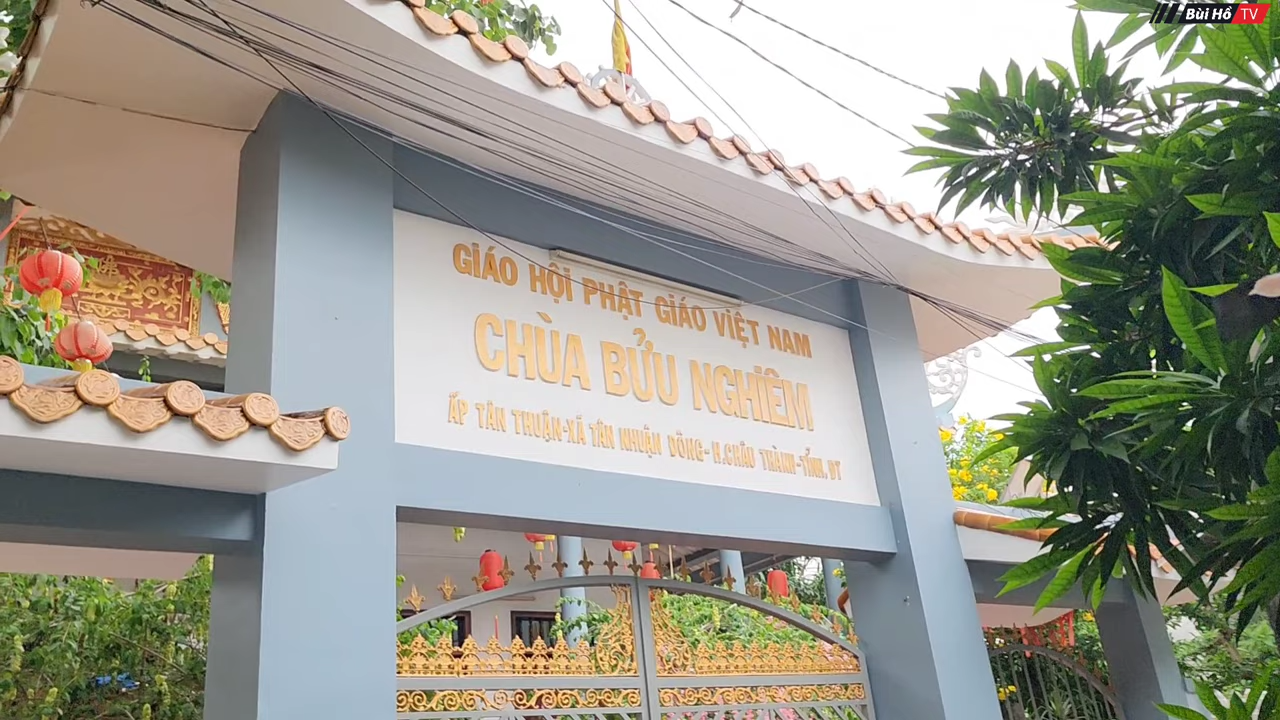 Bùi Hồ TV
GIÁO HỘI PHẬT GIÁO VIỆT NAM
CHÙA BỬU NGHIÊM
ẤP TÂN THUẬN-XÃ TÂN NHUẬN ĐÔNG-H.CHÂU THÀNH-TỈNH.ĐT